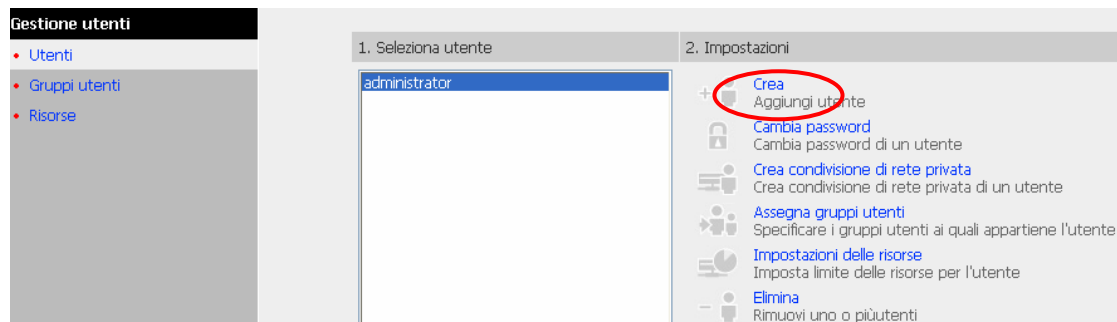 Gestione utenti
Utenti
Gruppi utenti
Risorse
1. Seleziona utente
administrator
2. Impostazioni
Crea
Aggiungi utente
Cambia password
Cambia password di un utente
Crea condivisione di rete privata
Crea condivisione di rete privata di un utente
Assegna gruppi utenti
Specificare i gruppi utenti ai quali appartiene l'utente
Impostazioni delle risorse
Imposta limite delle risorse per l'utente
Elimina
Rimuovi uno o piùutenti